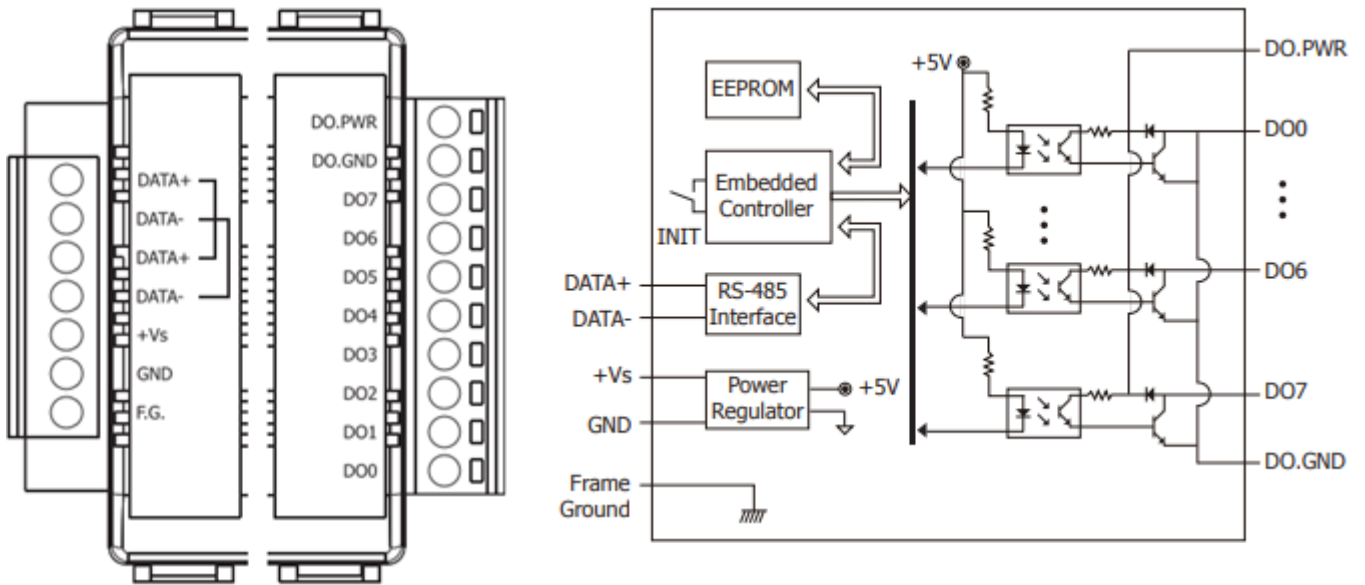 DATA+
DATA-
DATA+
DATA-
+Vs
GND
F.G.
DO.PWR
DO.GND
DO7
DO6
DO5
DO4
DO3
DO2
DO1
DO0
EEPROM
Embedded
Controller
INIT
DATA+
DATA-
RS-485
Interface
+Vs
GND
Power
Regulator
+5V
Frame
Ground
+5V
DO.PWR
DO0
DO6
DO7
DO.GND